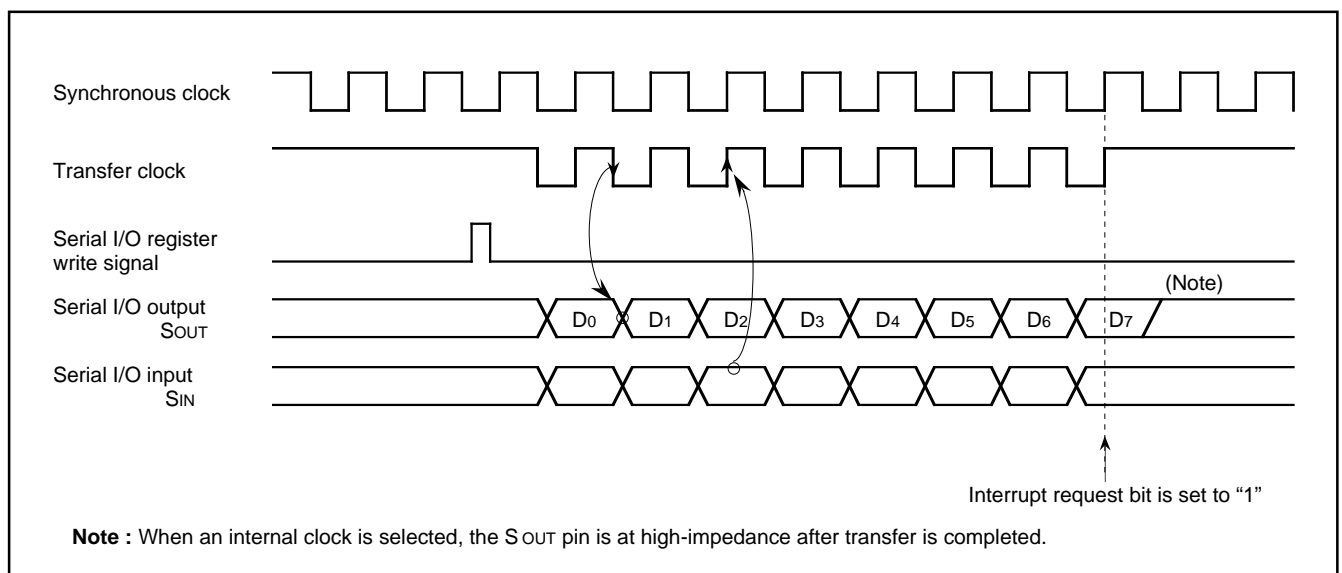 Synchronous clock
Transfer clock
Serial I/O register
write signal
(Note)
Serial I/O output
SOUT
D0 D1 D2 D3 D4 D5 D6 D7
Serial I/O input
SIN
Interrupt request bit is set to “1”
Note : When an internal clock is selected, the SOUT pin is at high-impedance after transfer is completed.